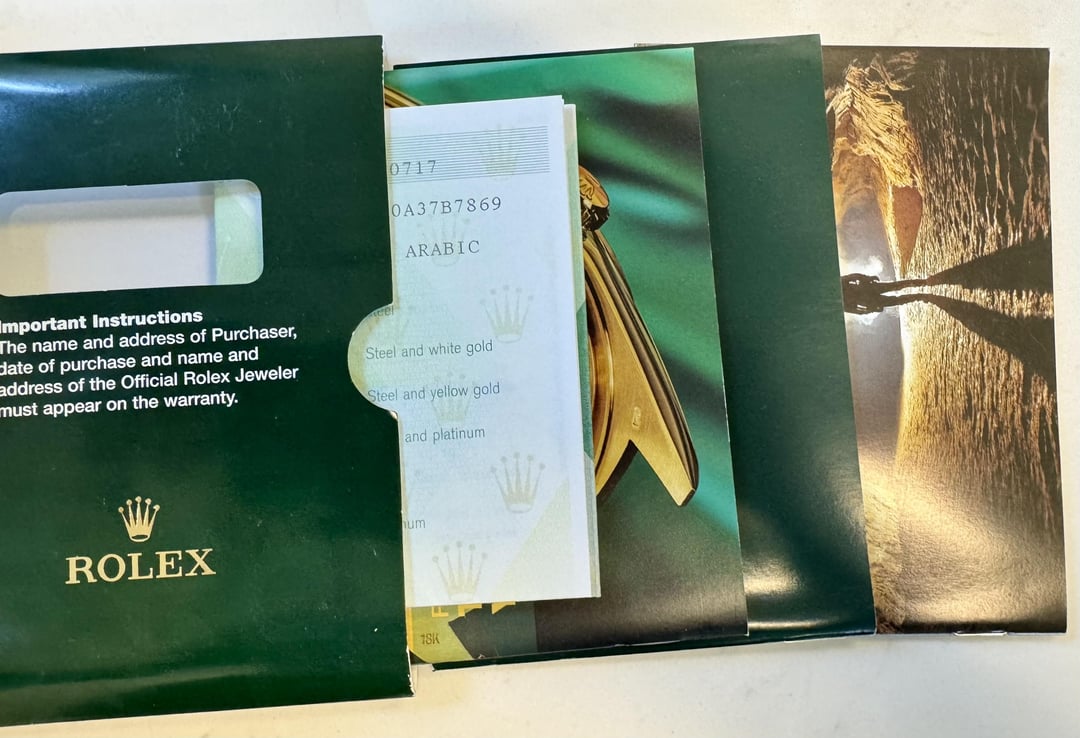 Important Instructions
The name and address of Purchaser,
date of purchase and name and
address of the Official Rolex Jeweler
must appear on the warranty.
ROLEX
0717
0A37B7869
ARABIC
Steel and white gold
Steel and yellow gold
and platinum
18K